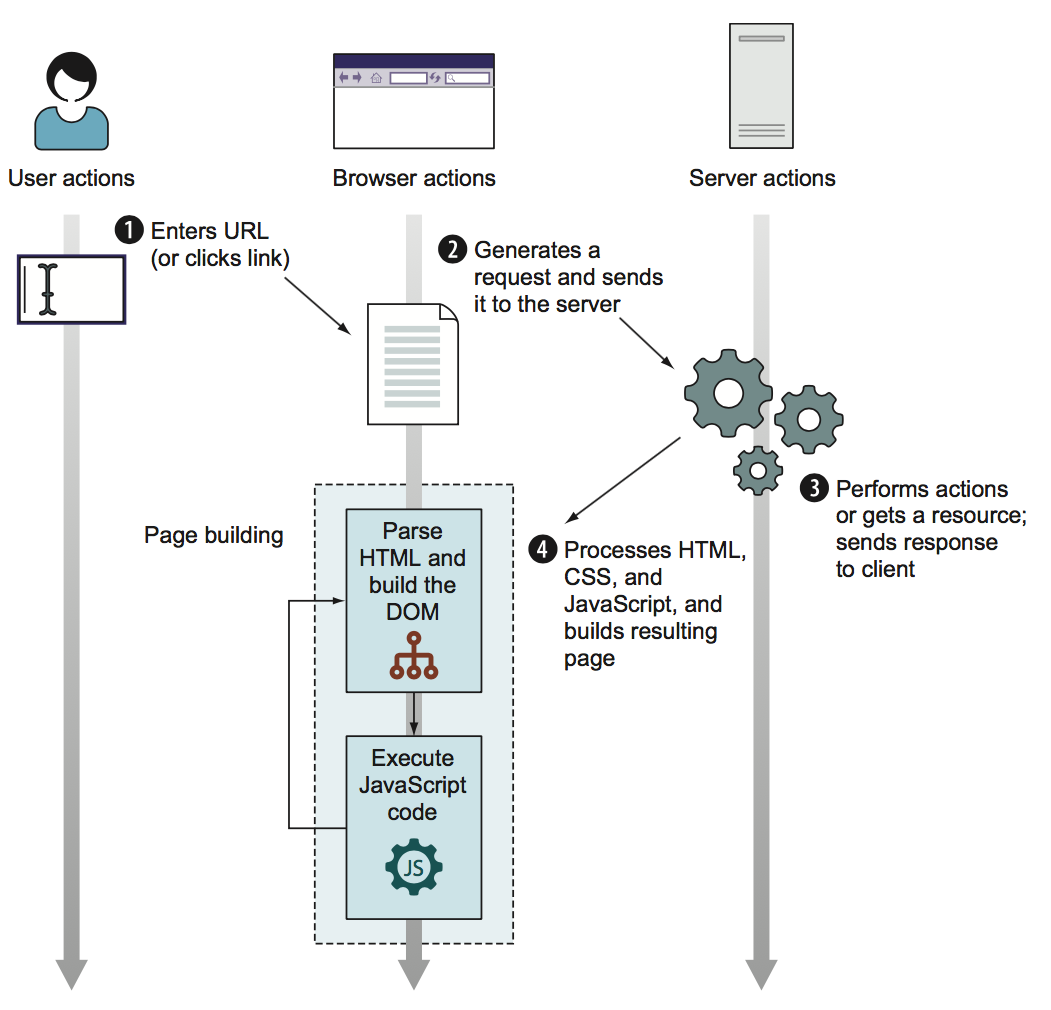 User actions
Browser actions
Server actions
1 Enters URL
(or clicks link)
2 Generates a
request and sends
it to the server
3 Performs actions
or gets a resource;
sends response
to client
4 Processes HTML,
CSS, and
JavaScript, and
builds resulting
page
Page building
Parse
HTML and
build the
DOM
Execute
JavaScript
code
JS